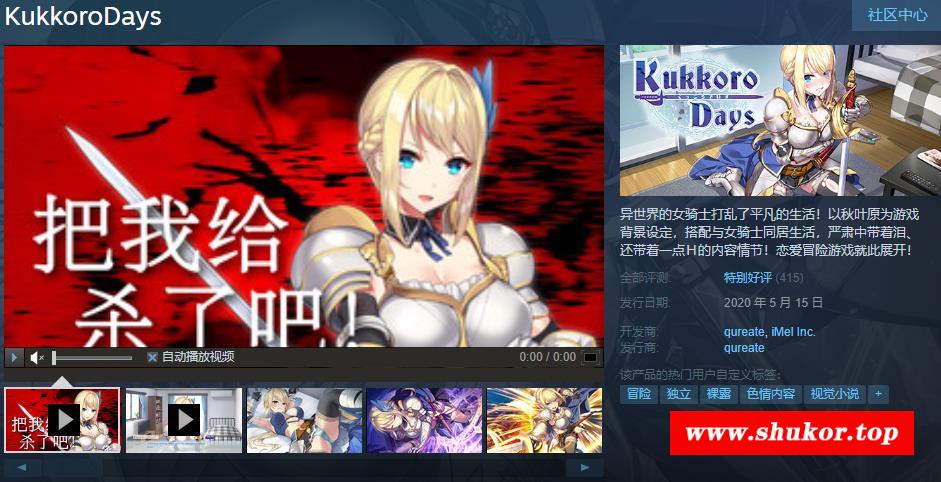 KukkoroDays
社区中心
把我给
杀了吧！
自动播放视频
0:00 / 0:00
把我给
杀了吧!
Kukkoro
Days
异世界的女骑士打乱了平凡的生活！以秋叶原为游戏
背景设定，搭配与女骑士同居生活，严肃中带着泪、
还带着一点Ｈ的内容情节！恋爱冒险游戏就此展开！
全部评测: 特别好评 (415)
发行日期: 2020 年 5 月 15 日
开发商: qureate, iMel Inc.
发行商: qureate
该产品的热门用户自定义标签：
冒险 独立 裸露 色情内容 视觉小说 +
www.shukor.top